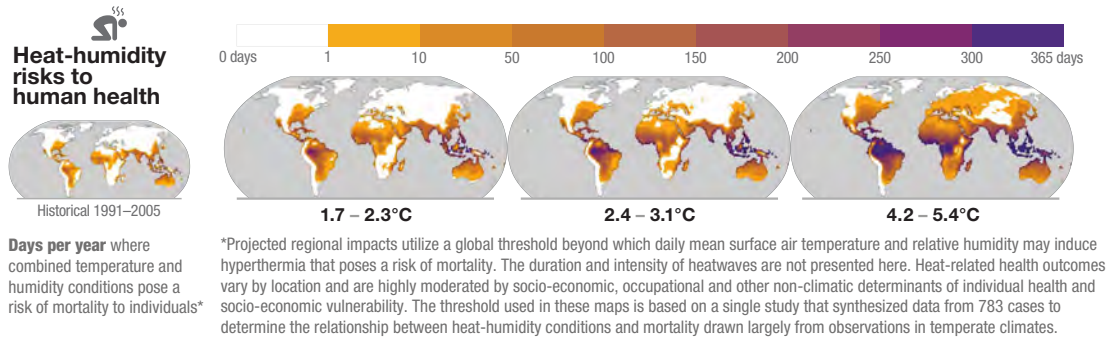 Heat-humidity
risks to
human health
0 days
1
10
50
100
150
200
250
300
365 days
Historical 1991–2005
1.7 – 2.3°C
2.4 – 3.1°C
4.2 – 5.4°C
Days per year where
combined temperature and
humidity conditions pose a
risk of mortality to individuals*
*Projected regional impacts utilize a global threshold beyond which daily mean surface air temperature and relative humidity may induce
hyperthermia that poses a risk of mortality. The duration and intensity of heatwaves are not presented here. Heat-related health outcomes
vary by location and are highly moderated by socio-economic, occupational and other non-climatic determinants of individual health and
socio-economic vulnerability. The threshold used in these maps is based on a single study that synthesized data from 783 cases to
determine the relationship between heat-humidity conditions and mortality drawn largely from observations in temperate climates.